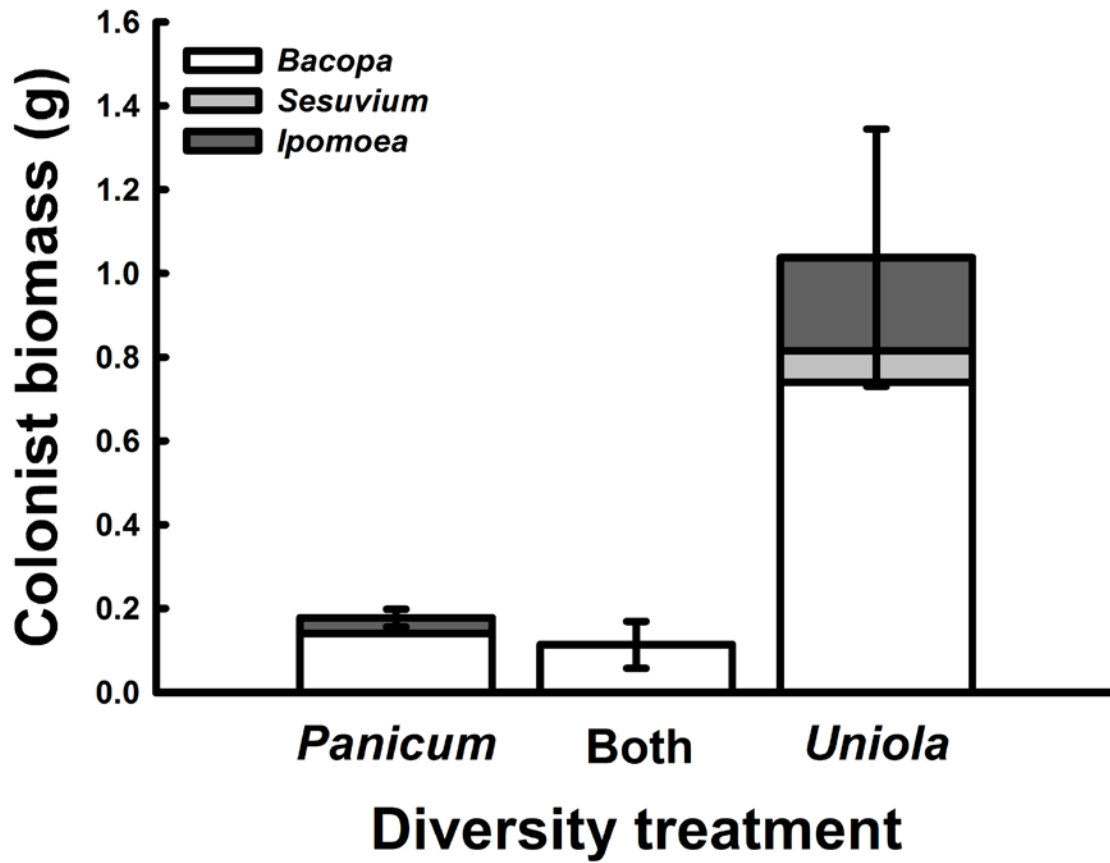 Colonist biomass (g)
1.6
1.4
1.2
1.0
0.8
0.6
0.4
0.2
0.0
Bacopa
Sesuvium
Ipomoea
Panicum
Both
Uniola
Diversity treatment